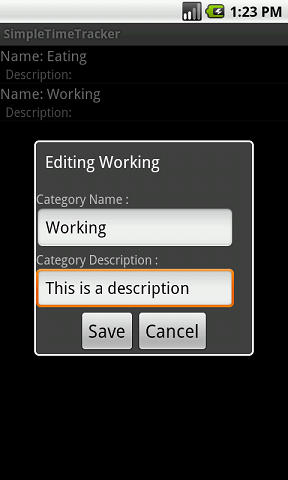 1:23 PM
SimpleTimeTracker
Name: Eating
Description:
Name: Working
Description:
Editing Working
Category Name :
Working
Category Description :
This is a description
Save Cancel